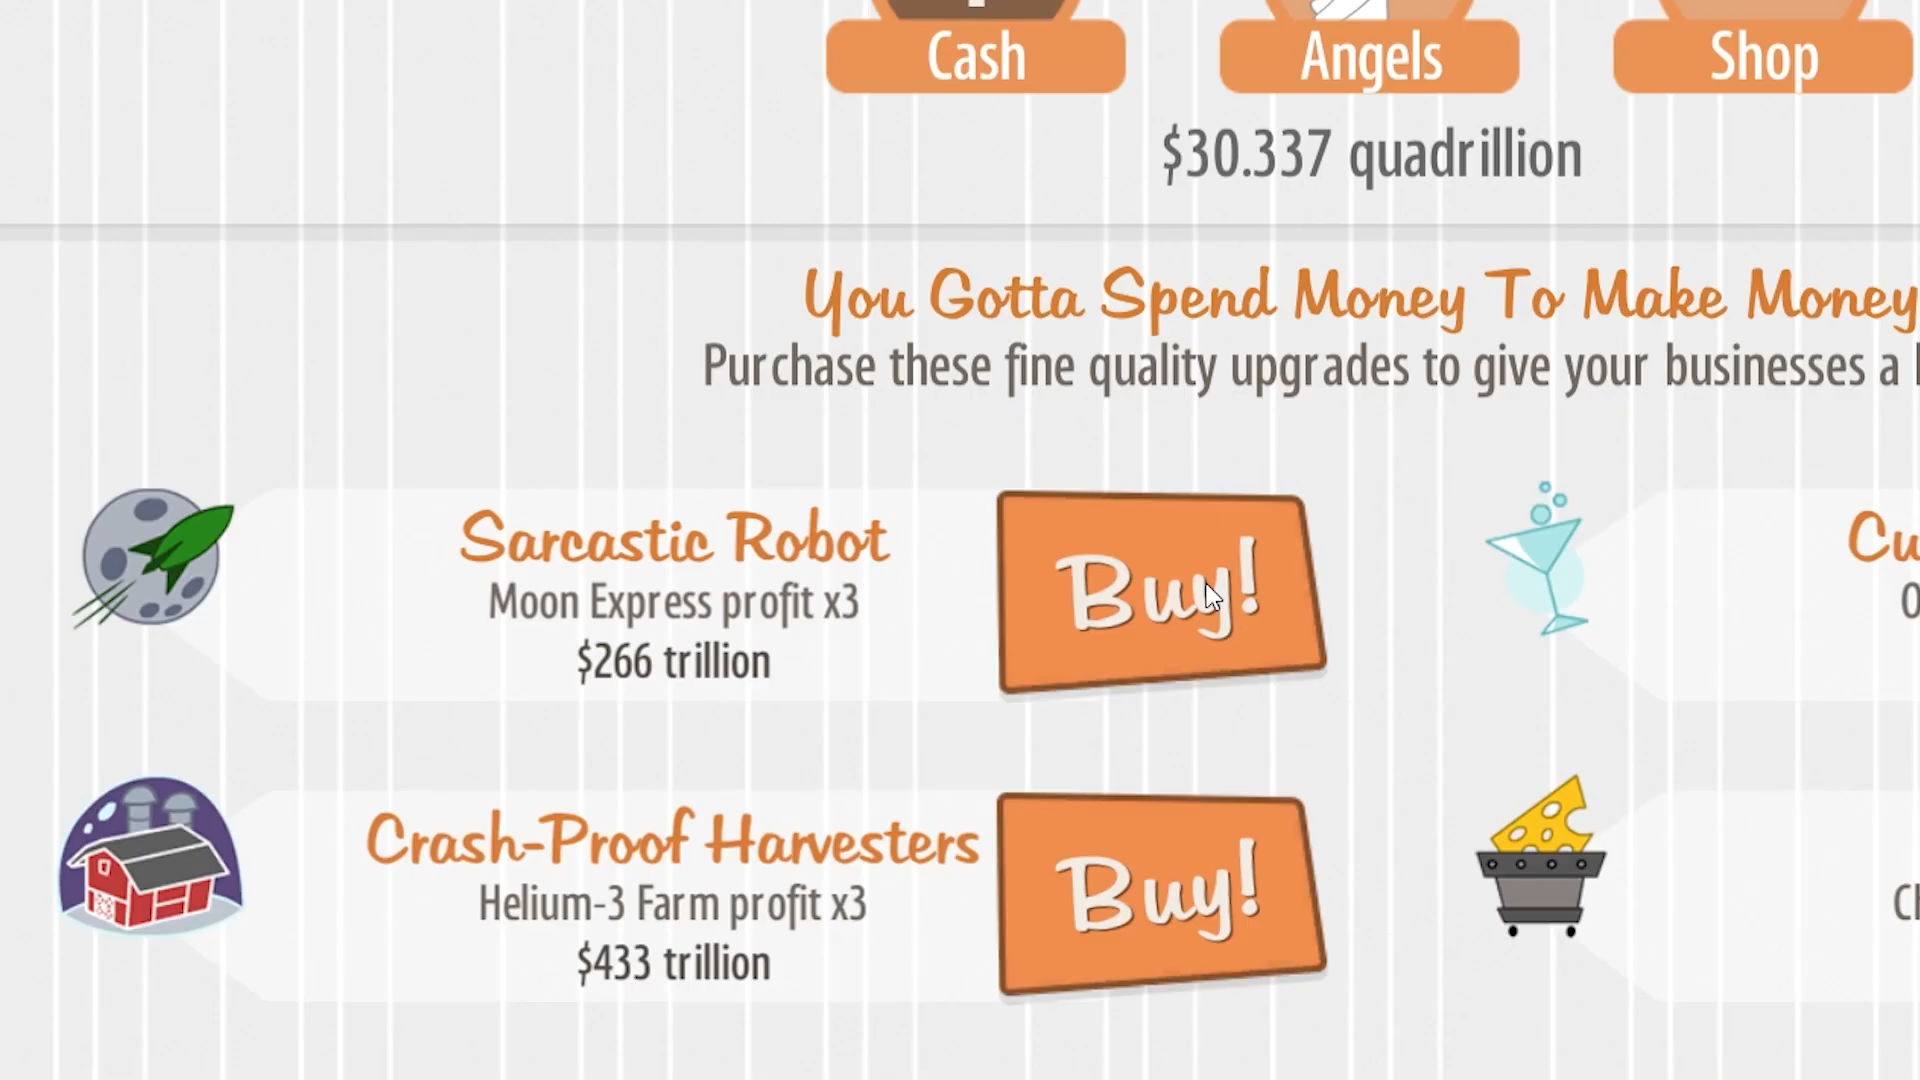 Cash
Angels
Shop
$30.337 quadrillion
You Gotta Spend Money To Make Money
Purchase these fine quality upgrades to give your businesses a
Sarcastic Robot
Moon Express profit x3
$266 trillion
Buy!
Crash-Proof Harvesters
Helium-3 Farm profit x3
$433 trillion
Buy!